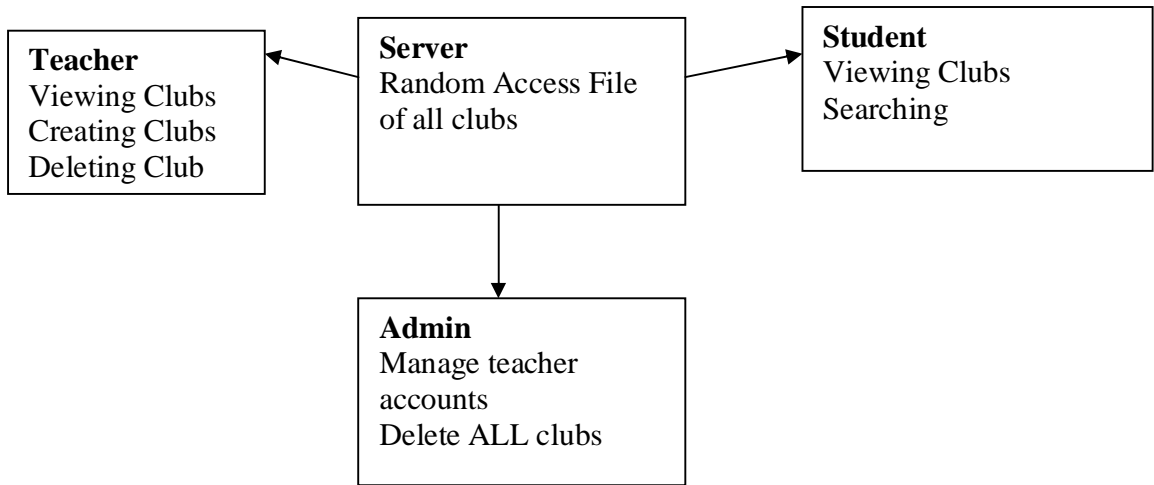 Teacher
Viewing Clubs
Creating Clubs
Deleting Club
Server
Random Access File
of all clubs
Student
Viewing Clubs
Searching
Admin
Manage teacher
accounts
Delete ALL clubs